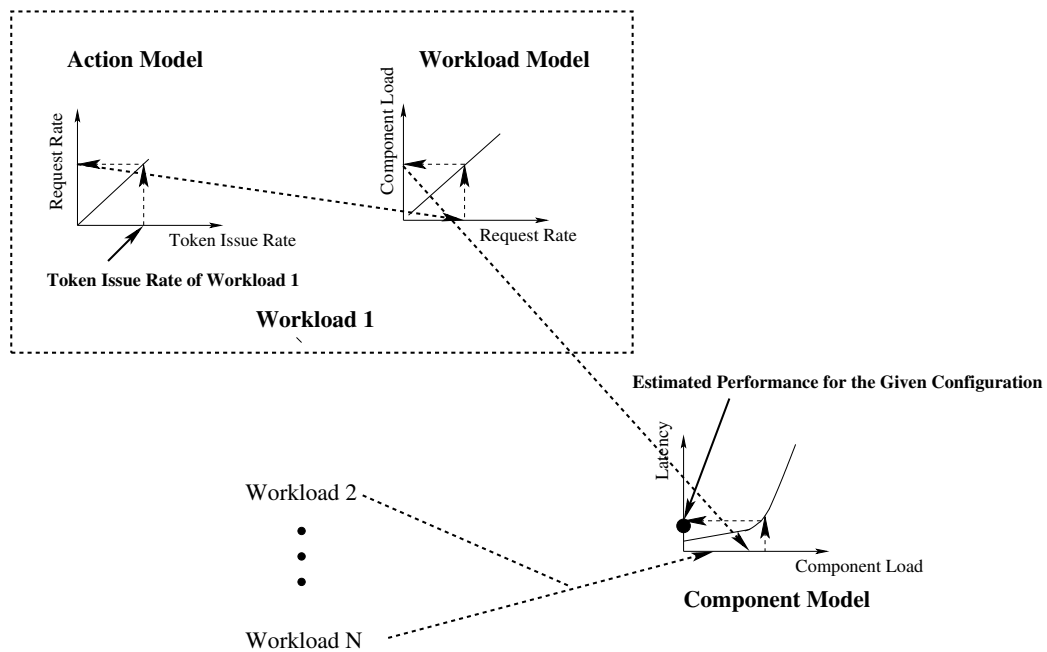 Action Model
Workload Model
Request Rate
Component Load
Token Issue Rate
Request Rate
Token Issue Rate of Workload 1
Workload 1
Estimated Performance for the Given Configuration
Latency
Workload 2
Component Load
Component Model
Workload N